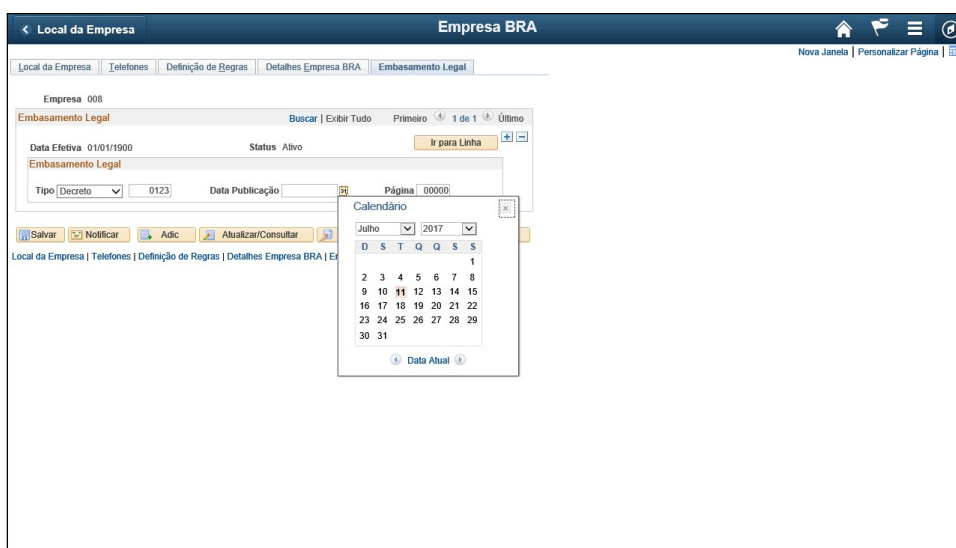 Local da Empresa
Empresa BRA
Nova Janela | Personalizar Página |
Local da Empresa Telefones Definição de Regras Detalhes Empresa BRA Embasamento Legal
Empresa 008
Embasamento Legal Buscar | Exibir Tudo Primeiro 1 de 1 Último
Ir para Linha
Data Efetiva 01/01/1900 Status Ativo
Embasamento Legal
Tipo Decreto 0123 Data Publicação Página 00000
Calendário
Julho 2017
D S T Q Q S S
1
2 3 4 5 6 7 8
9 10 11 12 13 14 15
16 17 18 19 20 21 22
23 24 25 26 27 28 29
30 31
Data Atual
Salvar Notificar Adic Atualizar/Consultar
Local da Empresa | Telefones | Definição de Regras | Detalhes Empresa BRA |